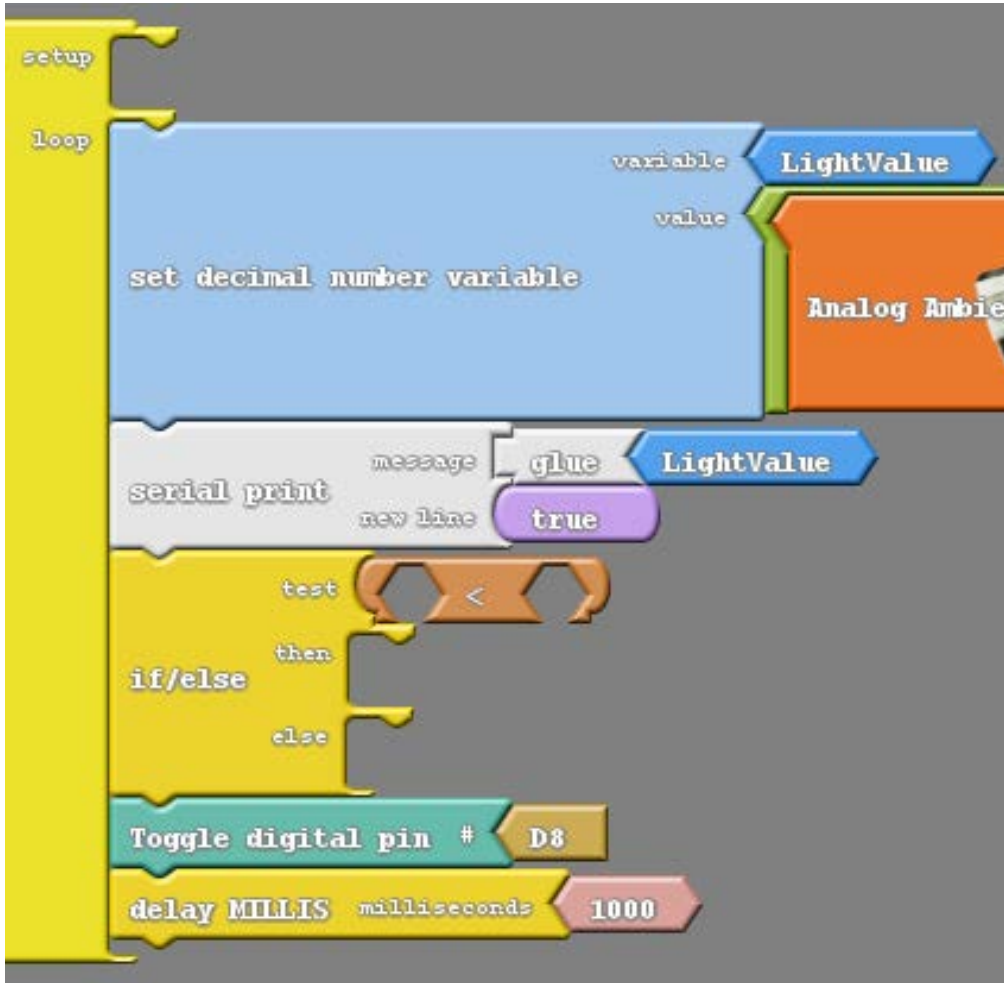 setup
loop
variable LightValue
value
set decimal number variable
Analog Ambie
message glue LightValue
serial print
new line true
test <
then
if/else
else
Toggle digital pin # D8
delay MILLIS milliseconds 1000